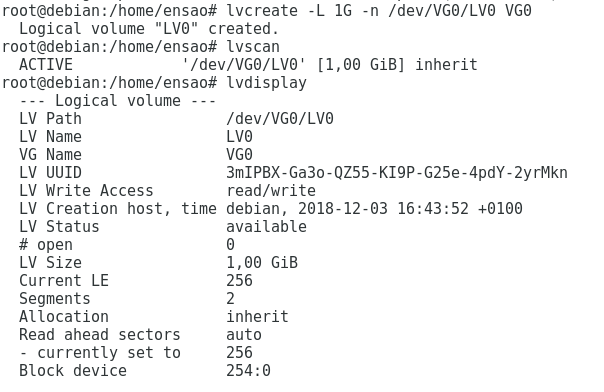 root@debian:/home/ensao# lvcreate -L 1G -n /dev/VG0/LV0 VG0
  Logical volume "LV0" created.
root@debian:/home/ensao# lvscan
  ACTIVE            '/dev/VG0/LV0' [1,00 GiB] inherit
root@debian:/home/ensao# lvdisplay
  --- Logical volume ---
  LV Path                /dev/VG0/LV0
  LV Name                LV0
  VG Name                VG0
  LV UUID                3mIPBX-Ga3o-QZ55-KI9P-G25e-4pdY-2yrMkn
  LV Write Access        read/write
  LV Creation host, time debian, 2018-12-03 16:43:52 +0100
  LV Status              available
  # open                 0
  LV Size                1,00 GiB
  Current LE             256
  Segments               2
  Allocation             inherit
  Read ahead sectors     auto
  - currently set to     256
  Block device           254:0